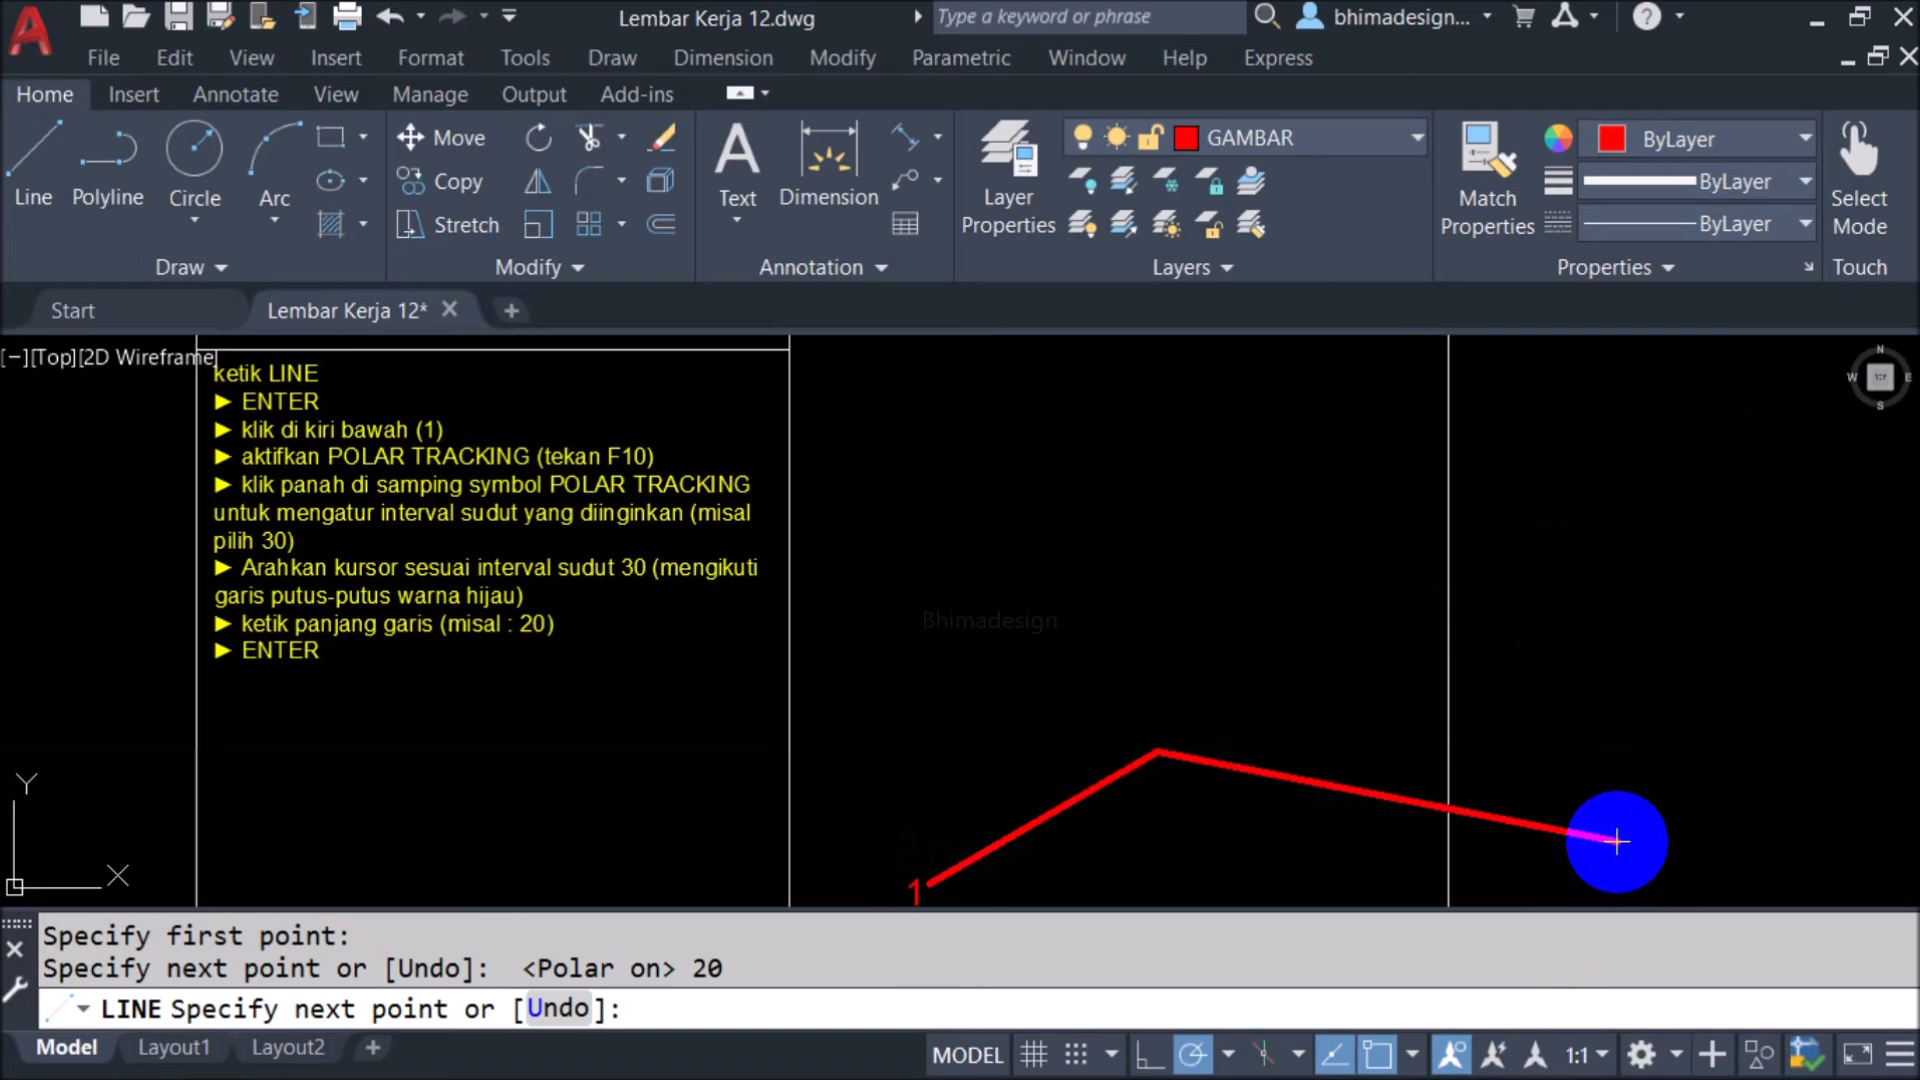 Lembar Kerja 12.dwg
Type a keyword or phrase
bhimadesign...
File Edit View Insert Format Tools Draw Dimension Modify Parametric Window Help Express
Home Insert Annotate View Manage Output Add-ins
Line Polyline Circle Arc
Move
Copy
Stretch
Text Dimension
Layer Properties
GAMBAR
Match Properties
ByLayer
ByLayer
ByLayer
Select Mode
Draw Modify Annotation Layers Properties Touch
Start Lembar Kerja 12*
[−][Top][2D Wireframe]
N
W E
S
ketik LINE
► ENTER
► klik di kiri bawah (1)
► aktifkan POLAR TRACKING (tekan F10)
► klik panah di samping symbol POLAR TRACKING
untuk mengatur interval sudut yang diinginkan (misal
pilih 30)
► Arahkan kursor sesuai interval sudut 30 (mengikuti
garis putus-putus warna hijau)
► ketik panjang garis (misal : 20)
► ENTER
Bhimadesign
Y
X
1
Specify first point:
Specify next point or [Undo]:  <Polar on> 20
LINE Specify next point or [Undo]:
Model Layout1 Layout2
MODEL 1:1